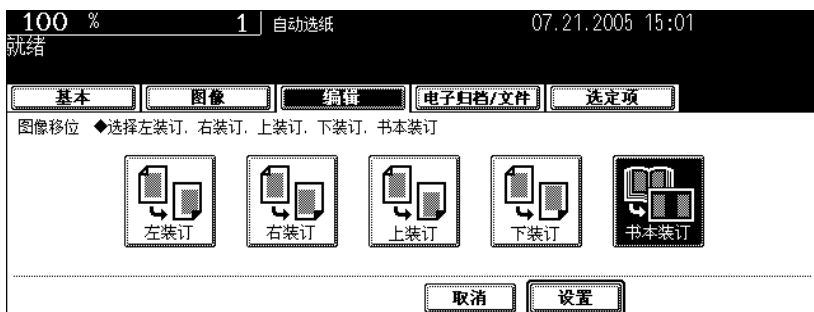 100 % 1 自动选纸 07.21.2005 15:01
就绪
基本 图像 编辑 电子归档/文件 选定项
图像移位 ◆选择左装订. 右装订. 上装订. 下装订. 书本装订
左装订 右装订 上装订 下装订 书本装订
取消 设置